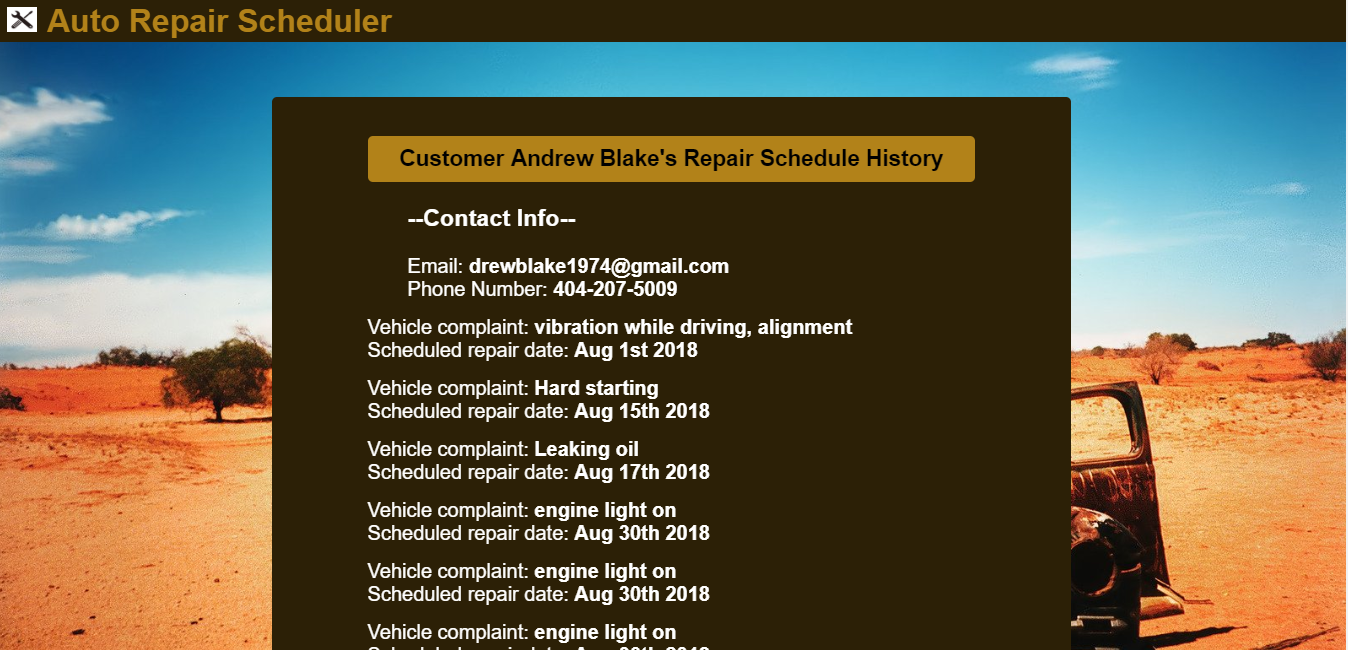 Auto Repair Scheduler
Customer Andrew Blake's Repair Schedule History
--Contact Info--
Email: drewblake1974@gmail.com
Phone Number: 404-207-5009
Vehicle complaint: vibration while driving, alignment
Scheduled repair date: Aug 1st 2018
Vehicle complaint: Hard starting
Scheduled repair date: Aug 15th 2018
Vehicle complaint: Leaking oil
Scheduled repair date: Aug 17th 2018
Vehicle complaint: engine light on
Scheduled repair date: Aug 30th 2018
Vehicle complaint: engine light on
Scheduled repair date: Aug 30th 2018
Vehicle complaint: engine light on